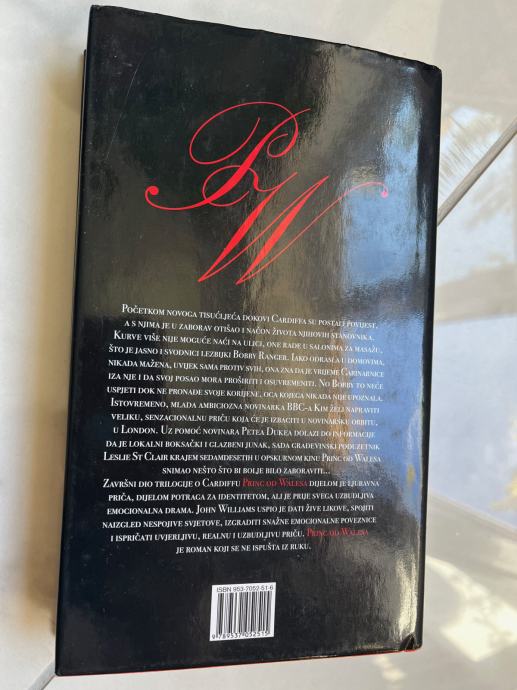 PW
Početkom novoga tisućljeća dokovi Cardiffa su postali povijest,
a s njima je u zaborav otišao i način života njihovih stanovnika.
Kurve više nije moguće naći na ulici, one rade u salonima za masažu,
što je jasno i svodnici lezbijki Bobby Ranger. Iako odrasla u domovima,
nikada mažena, uvijek sama protiv svih, ona zna da je vrijeme Carinarnice
iza nje i da svoj posao mora proširiti i osuvremeniti. No Bobby to neće
uspjeti dok ne pronađe svoje korijene, oca kojega nikada nije upoznala.
Istovremeno, mlada ambiciozna novinarka BBC-a Kim želi napraviti
veliku, senzacionalnu priču koja će je izbaciti u novinarsku orbitu,
u London. Uz pomoć novinara Petea Dukea dolazi do informacije
da je lokalni boksački i glazbeni junak, sada građevinski poduzetnik
Leslie St Clair krajem sedamdesetih u opskurnom kinu Princ od Walesa
snimao nešto što bi bolje bilo zaboraviti...
Završni dio trilogije o Cardiffu Princ od Walesa dijelom je ljubavna
priča, dijelom potraga za identitetom, ali je prije svega uzbudljiva
emocionalna drama. John Williams uspio je dati žive likove, spojiti
naizgled nespojive svjetove, izgraditi snažne emocionalne poveznice
i ispričati uvjerljivu, realnu i uzbudljivu priču. Princ od Walesa
je roman koji se ne ispušta iz ruku.
ISBN 953-7052-51-6
9 789537 052515